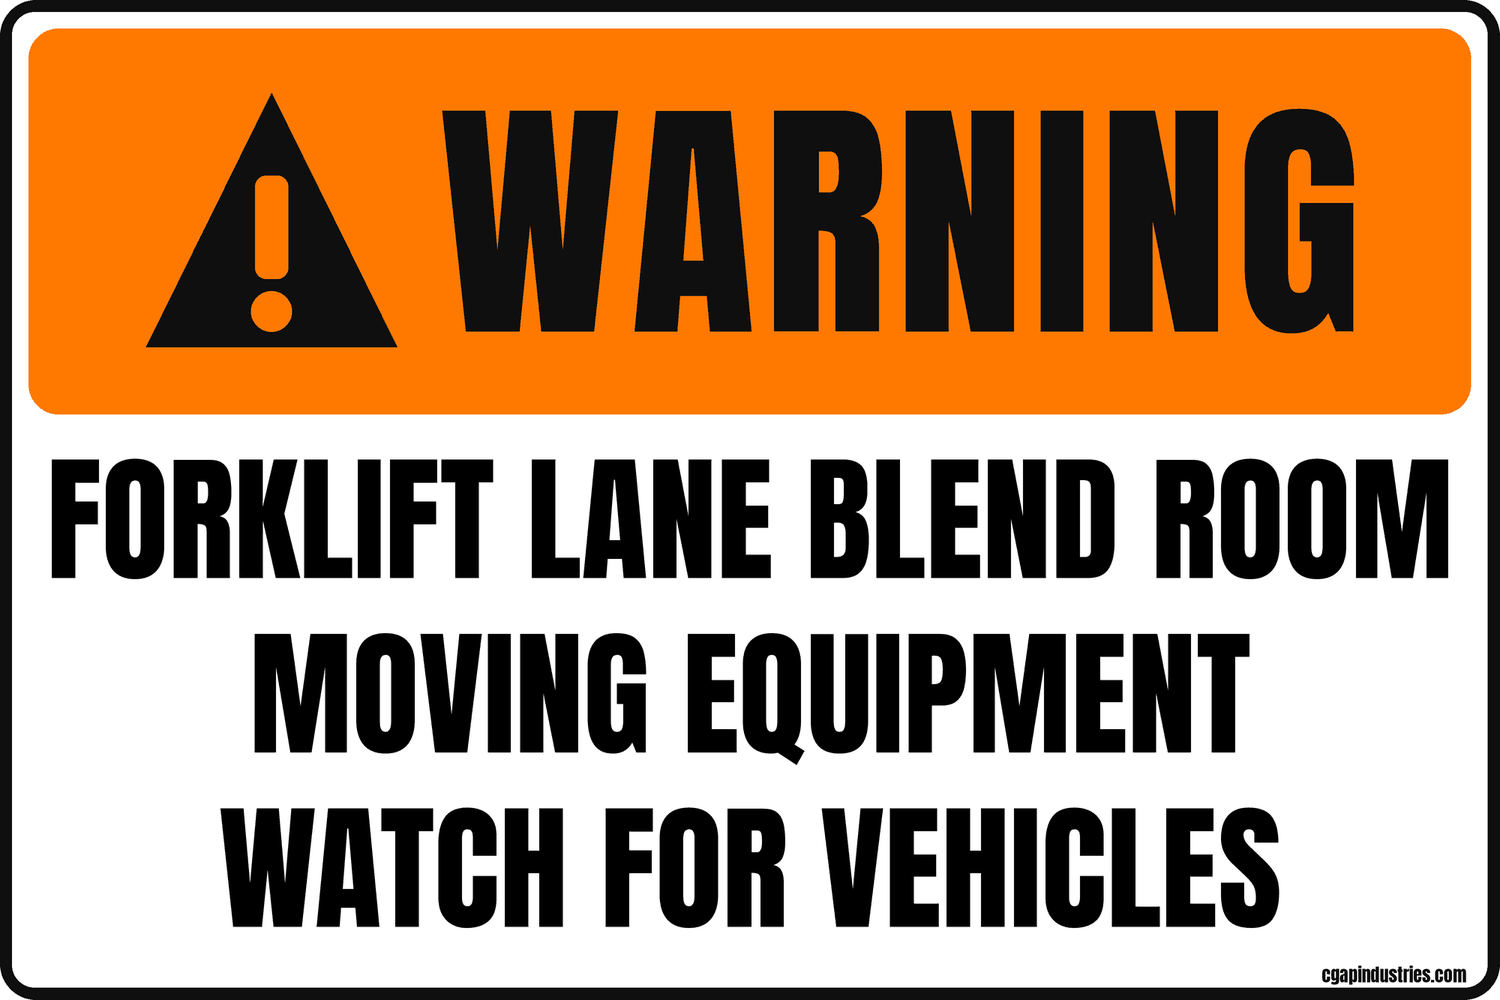 WARNING
FORKLIFT LANE BLEND ROOM
MOVING EQUIPMENT
WATCH FOR VEHICLES
cgapindustries.com